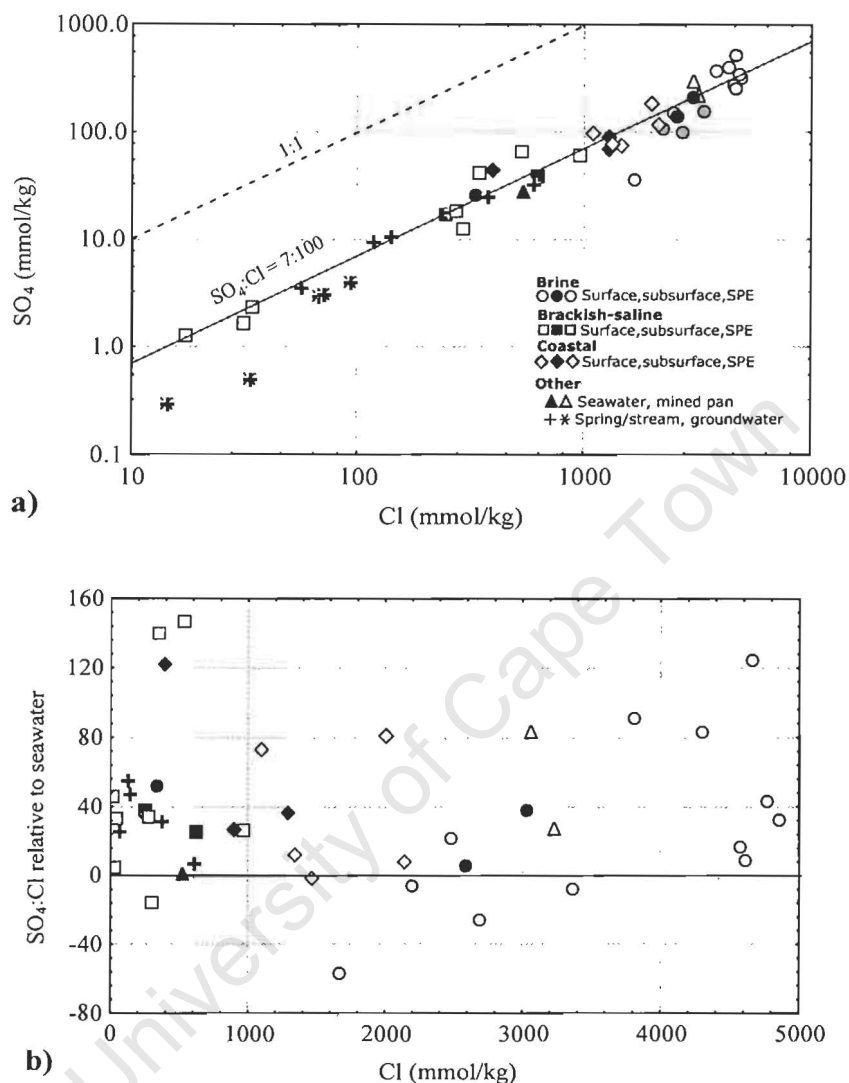 1000.0
100.0
10.0
1.0
0.1
SO₄ (mmol/kg)
1:1
SO₄:Cl = 7:100
Brine
Surface,subsurface,SPE
Brackish-saline
Surface,subsurface,SPE
Coastal
Surface,subsurface,SPE
Other
Seawater, mined pan
Spring/stream, groundwater
10 100 1000 10000
a)
Cl (mmol/kg)
160
120
80
40
0
-40
-80
SO₄:Cl relative to seawater
0 1000 2000 3000 4000 5000
b)
Cl (mmol/kg)
University of Cape Town